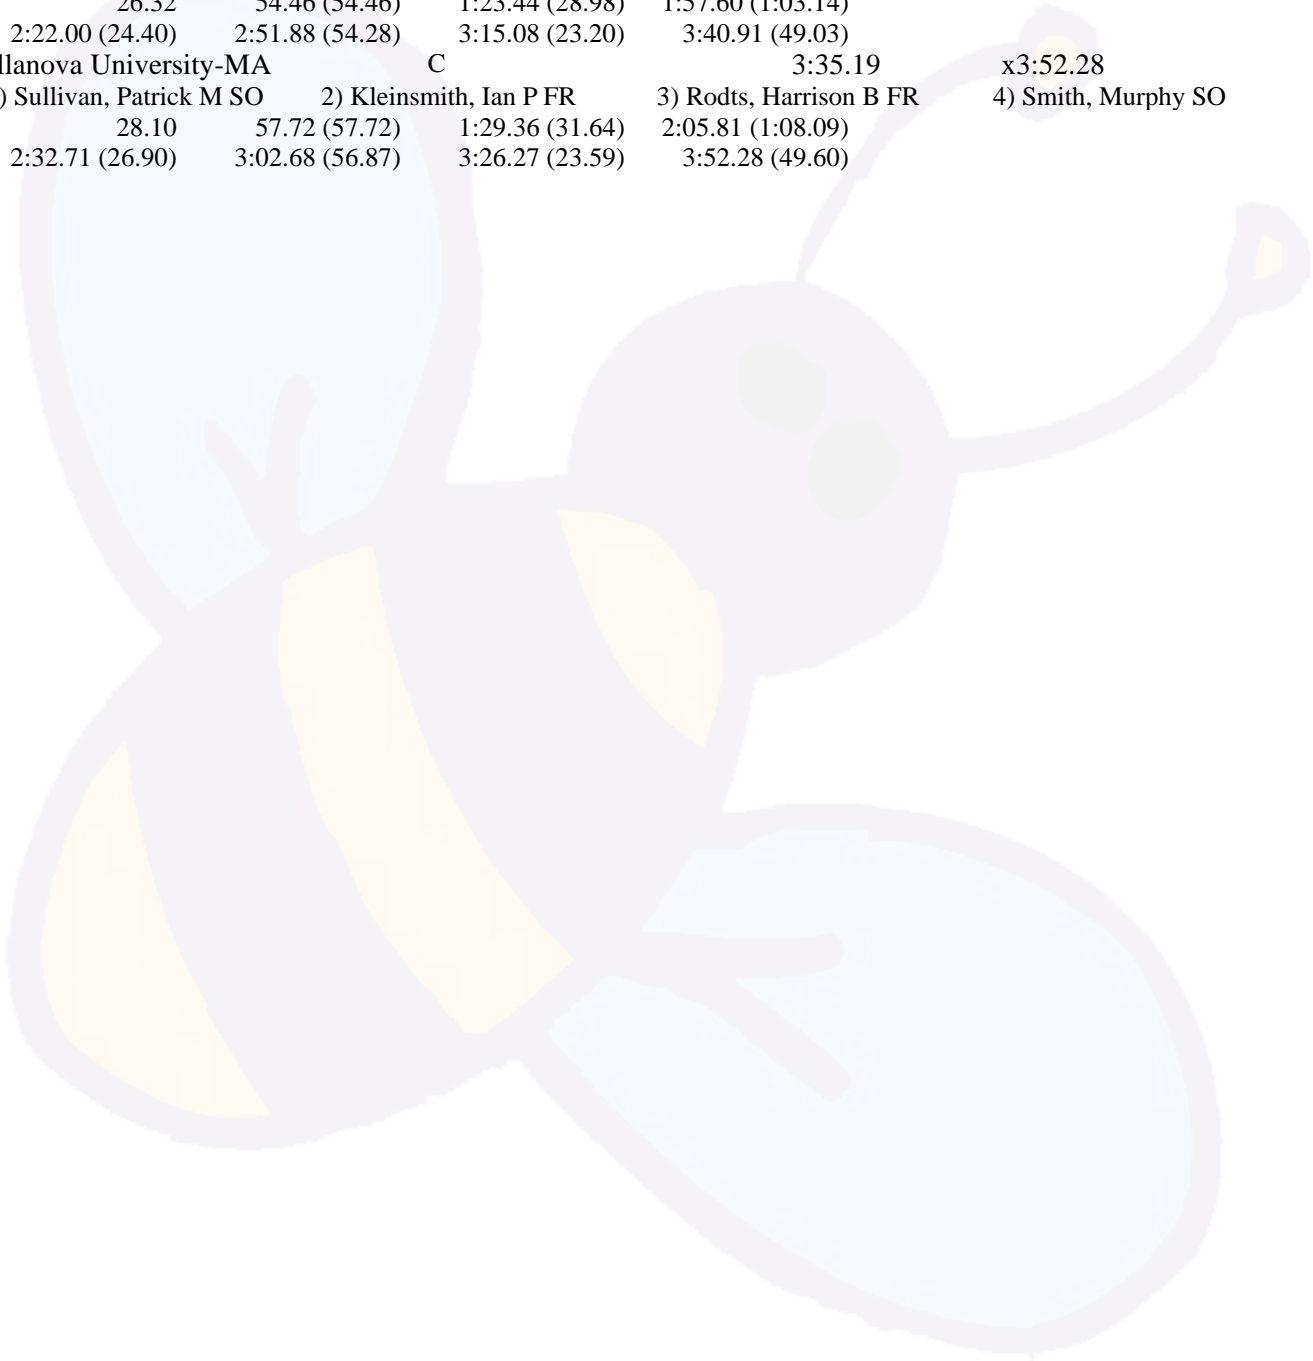 26.32 54.46 (54.46) 1:23.44 (28.98) 1:57.60 (1:03.14)
2:22.00 (24.40) 2:51.88 (54.28) 3:15.08 (23.20) 3:40.91 (49.03)
llanova University-MA C 3:35.19 x3:52.28
) Sullivan, Patrick M SO 2) Kleinsmith, Ian P FR 3) Rodts, Harrison B FR 4) Smith, Murphy SO
28.10 57.72 (57.72) 1:29.36 (31.64) 2:05.81 (1:08.09)
2:32.71 (26.90) 3:02.68 (56.87) 3:26.27 (23.59) 3:52.28 (49.60)